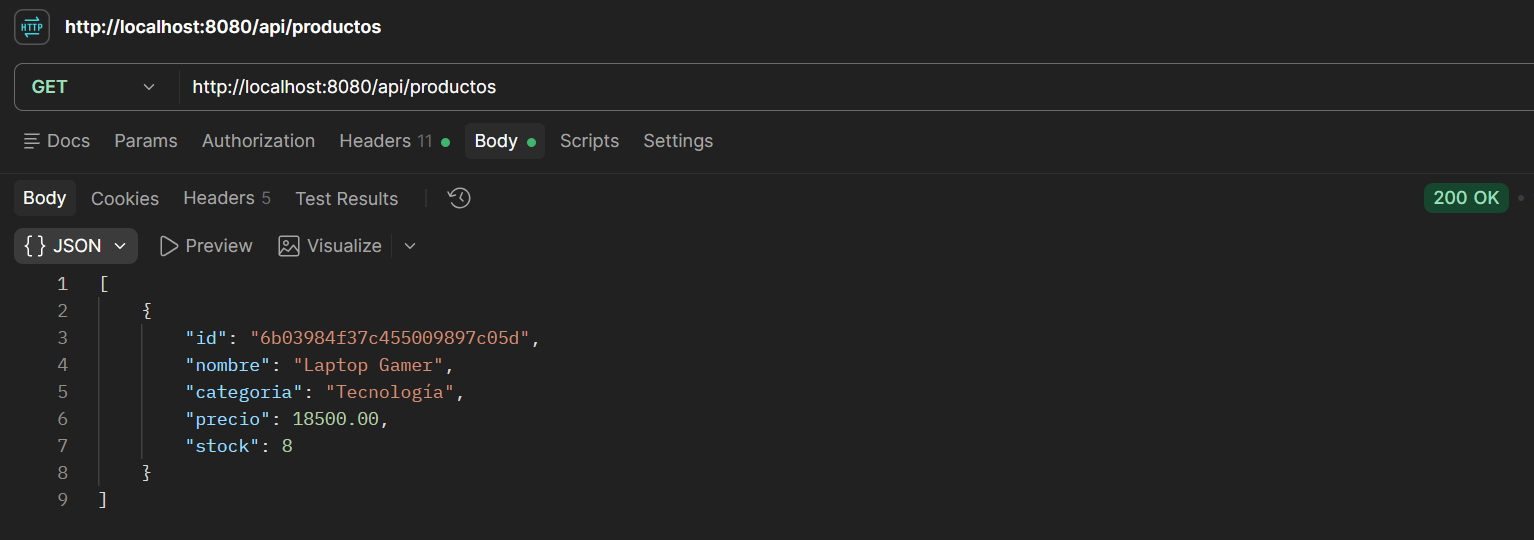 HTTP http://localhost:8080/api/productos
GET http://localhost:8080/api/productos
Docs Params Authorization Headers 11 Body Scripts Settings
Body Cookies Headers 5 Test Results 200 OK
{} JSON Preview Visualize
1 [
2 {
3 "id": "6b03984f37c455009897c05d",
4 "nombre": "Laptop Gamer",
5 "categoria": "Tecnología",
6 "precio": 18500.00,
7 "stock": 8
8 }
9 ]